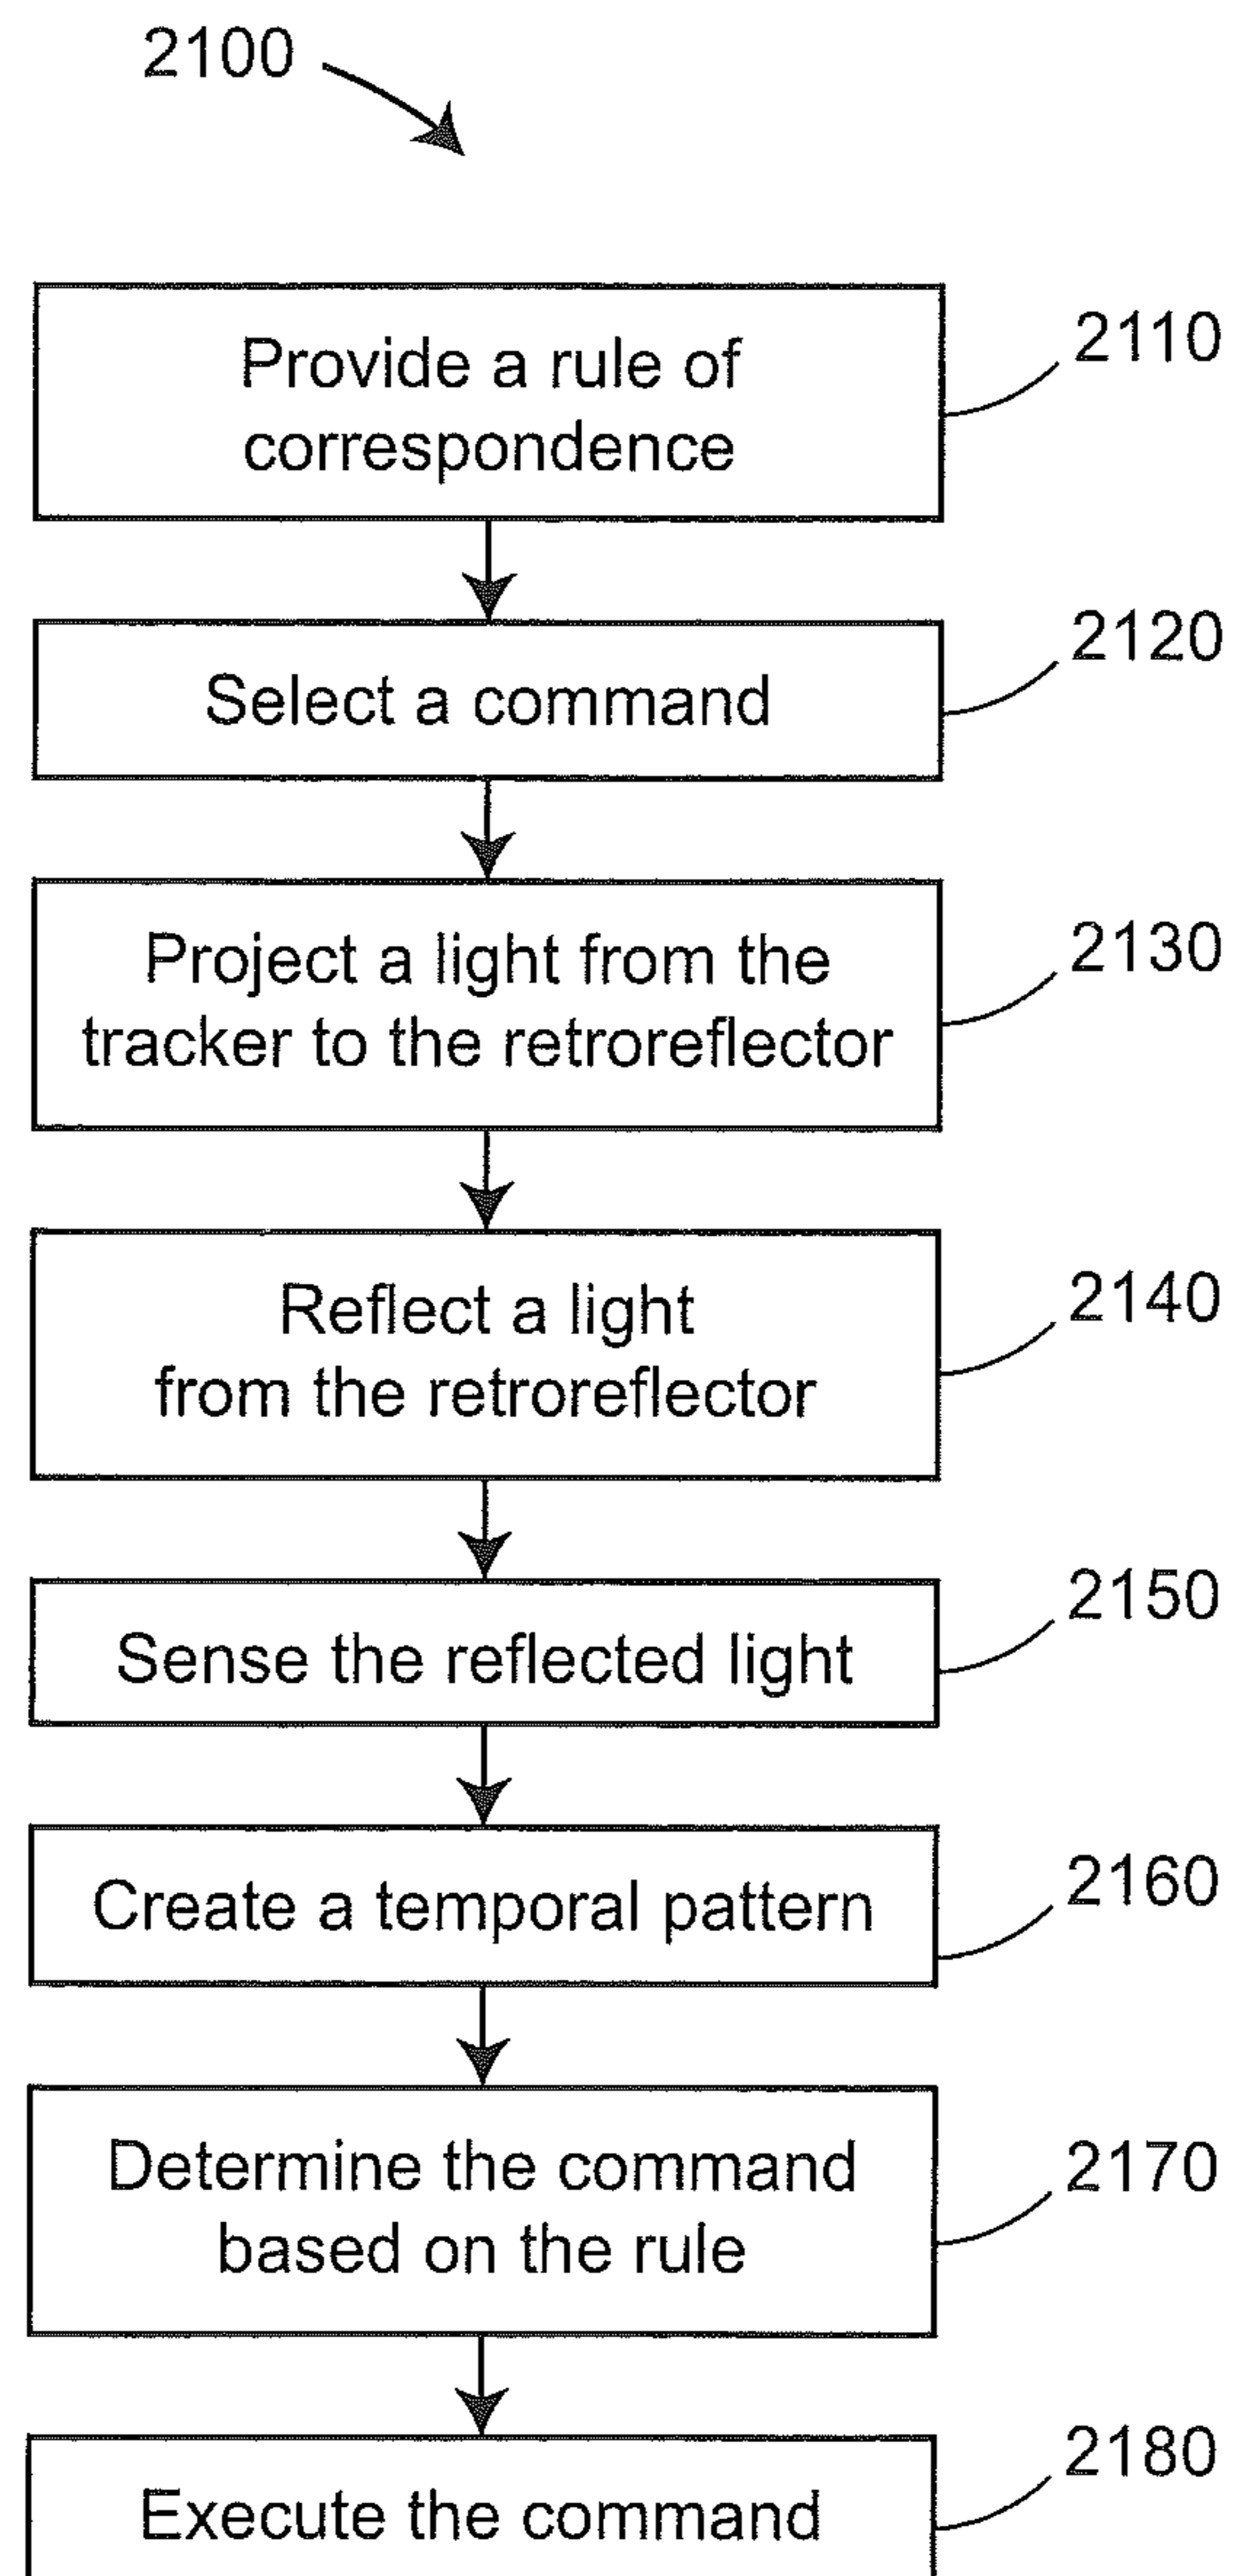 2100
Provide a rule of
correspondence
2110
Select a command
2120
Project a light from the
tracker to the retroreflector
2130
Reflect a light
from the retroreflector
2140
Sense the reflected light
2150
Create a temporal pattern
2160
Determine the command
based on the rule
2170
Execute the command
2180